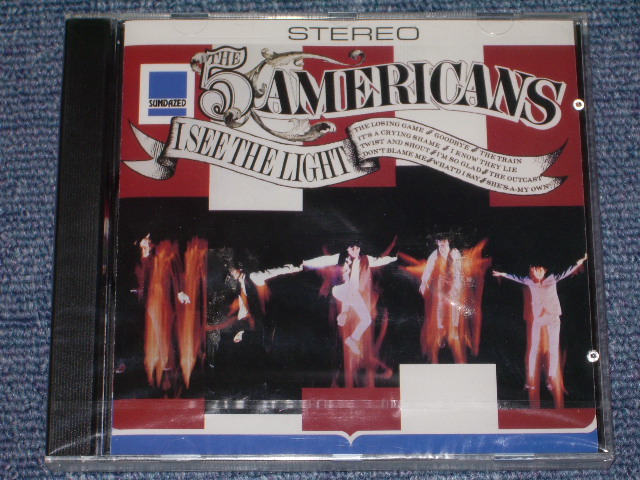 STEREO
THE
5 AMERICANS
SUNDAZED
I SEE THE LIGHT
THE LOSING GAME // GOODBYE // THE TRAIN
IT'S A CRYING SHAME // I KNOW THEY LIE
TWIST AND SHOUT // I'M SO GLAD // THE OUTCAST
DON'T BLAME ME // WHAT'D I SAY // SHE'S-A-MY OWN